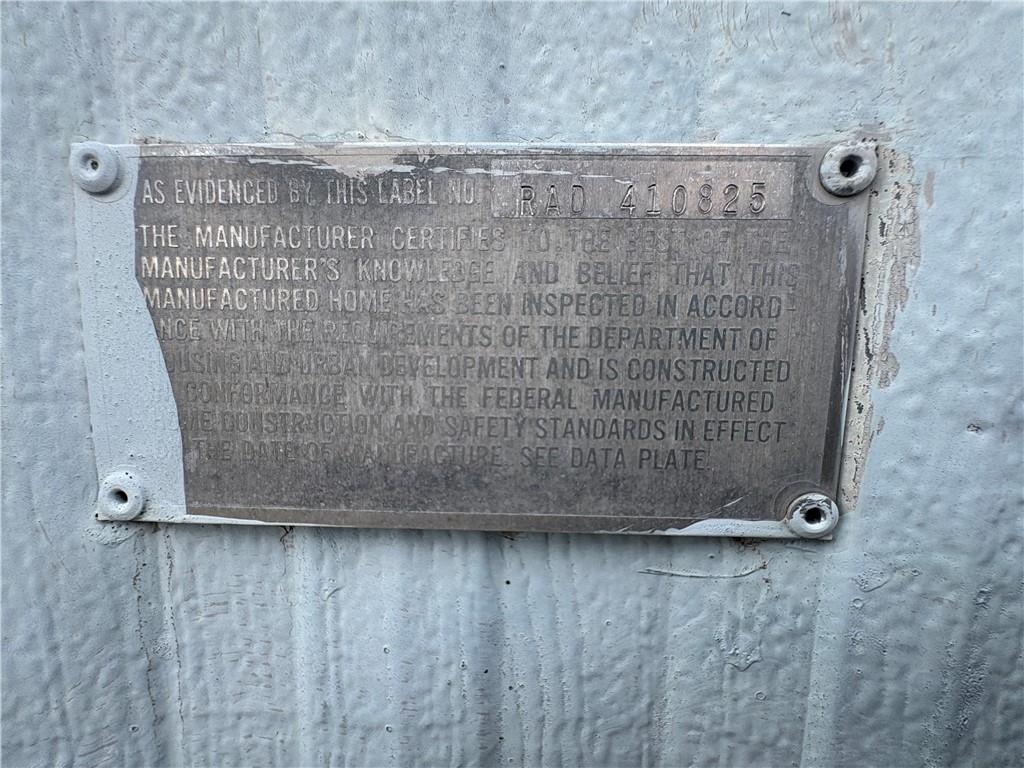 AS EVIDENCED BY THIS LABEL NO. RAD 410825
THE MANUFACTURER CERTIFIES TO THE BEST OF THE
MANUFACTURER'S KNOWLEDGE AND BELIEF THAT THIS
MANUFACTURED HOME HAS BEEN INSPECTED IN ACCORD-
NCE WITH THE REQUIREMENTS OF THE DEPARTMENT OF
OUSING AND URBAN DEVELOPMENT AND IS CONSTRUCTED
CONFORMANCE WITH THE FEDERAL MANUFACTURED
ME CONSTRUCTION AND SAFETY STANDARDS IN EFFECT
THE DATE OF MANUFACTURE. SEE DATA PLATE.